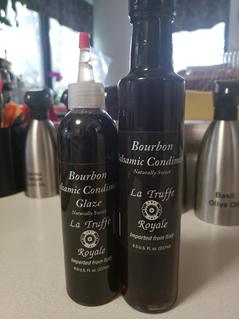 Bourbon
Balsamic Condiment
Glaze
Naturally Sweet
La Truffe
Royale
Imported from Italy
Bourbon
Balsamic Condiment
Naturally Sweet
La Truffe
Royale
Imported from Italy
Basil
Olive Oil